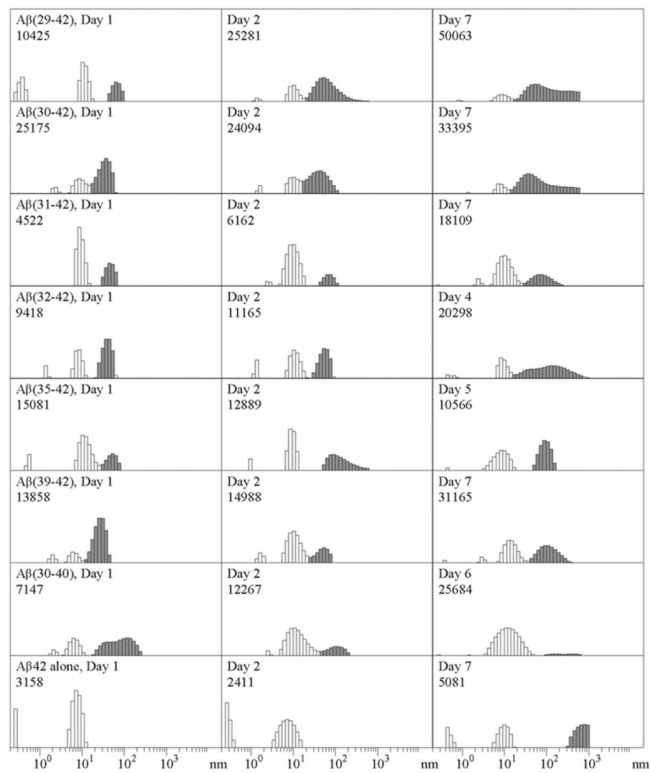 Aβ(29-42), Day 1
10425
Day 2
25281
Day 7
50063
Aβ(30-42), Day 1
25175
Day 2
24094
Day 7
33395
Aβ(31-42), Day 1
4522
Day 2
6162
Day 7
18109
Aβ(32-42), Day 1
9418
Day 2
11165
Day 4
20298
Aβ(35-42), Day 1
15081
Day 2
12889
Day 5
10566
Aβ(39-42), Day 1
13858
Day 2
14988
Day 7
31165
Aβ(30-40), Day 1
7147
Day 2
12267
Day 6
25684
Aβ42 alone, Day 1
3158
Day 2
2411
Day 7
5081
10⁰ 10¹ 10² 10³ nm 10⁰ 10¹ 10² 10³ nm 10⁰ 10¹ 10² 10³ nm